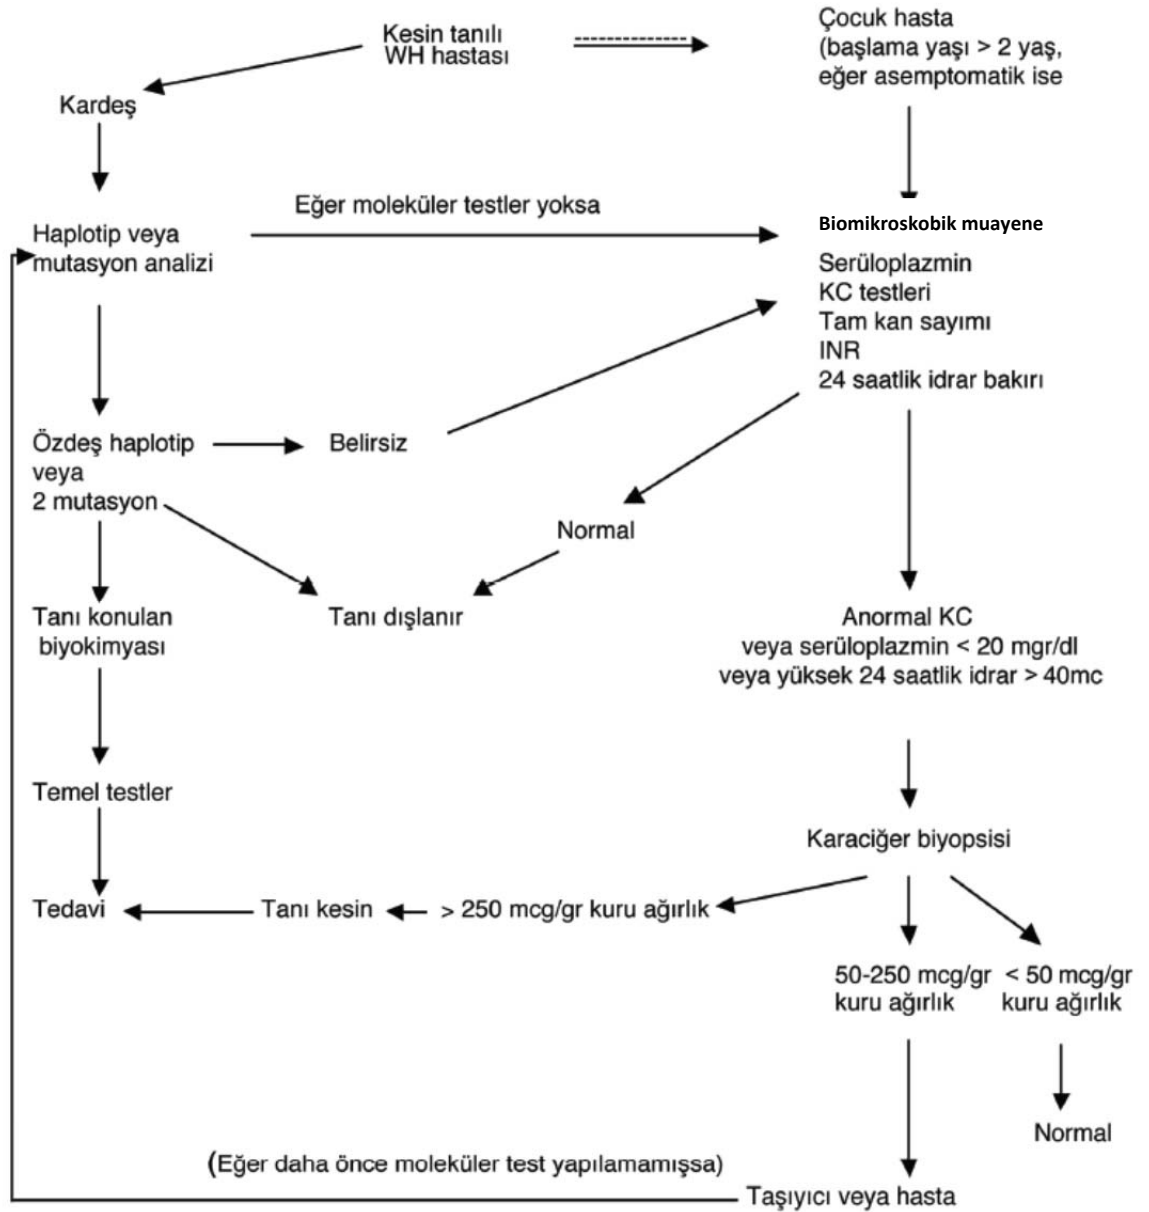 Kesin tanılı
WH hastası
Çocuk hasta
(başlama yaşı > 2 yaş,
eğer asemptomatik ise
Kardeş
Eğer moleküler testler yoksa
Haplotip veya
mutasyon analizi
Biomikroskobik muayene
Serüloplazmin
KC testleri
Tam kan sayımı
INR
24 saatlik idrar bakırı
Özdeş haplotip
veya
2 mutasyon
Belirsiz
Normal
Tanı konulan
biyokimyası
Tanı dışlanır
Anormal KC
veya serüloplazmin < 20 mgr/dl
veya yüksek 24 saatlik idrar > 40mc
Temel testler
Karaciğer biyopsisi
Tedavi
Tanı kesin
> 250 mcg/gr kuru ağırlık
50-250 mcg/gr
kuru ağırlık
< 50 mcg/gr
kuru ağırlık
Normal
(Eğer daha önce moleküler test yapılamamışsa)
Taşıyıcı veya hasta